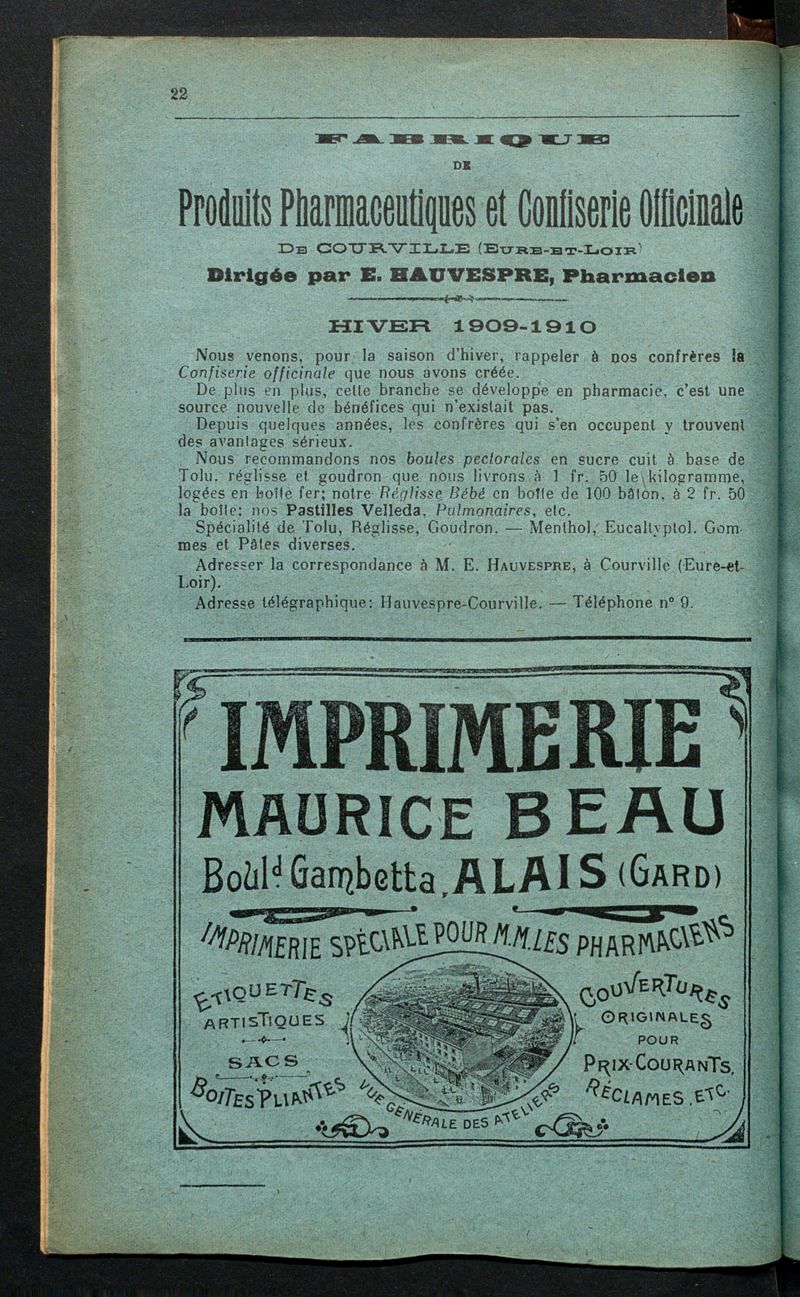 22
FABRIQUE
DE
Produits Pharmaceutiques et Confiserie Officinale
DE COURVILLE (EURE-ET-LOIR)
Dirigée par E. HAUVESPRE, Pharmacien
HIVER 1909-1910
Nous venons, pour la saison d'hiver, rappeler à nos confrères la
Confiserie officinale que nous avons créée.
De plus en plus, cette branche se développe en pharmacie, c'est une
source nouvelle de bénéfices qui n'existait pas.
Depuis quelques années, les confrères qui s'en occupent y trouvent
des avantages sérieux.
Nous recommandons nos boules pectorales en sucre cuit à base de
Tolu, réglisse et goudron que nous livrons à 1 fr. 50 le kilogramme,
logées en boîte fer; notre Réglisse Bébé en boîte de 100 bâton, à 2 fr. 50
la boîte; nos Pastilles Velleda, Pulmonaires, etc.
Spécialité de Tolu, Réglisse, Goudron. — Menthol, Eucaltyptol. Gom-
mes et Pâtes diverses.
Adresser la correspondance à M. E. HAUVESPRE, à Courville (Eure-et-
Loir).
Adresse télégraphique: Hauvespre-Courville. — Téléphone n° 9.
IMPRIMERIE
MAURICE BEAU
Boul.d Gambetta, ALAIS (GARD)
IMPRIMERIE SPÉCIALE POUR M.M. LES PHARMACIENS
ETIQUETTES
ARTISTIQUES
SACS
BOITES PLIANTES
COUVERTURES
ORIGINALES
POUR
PRIX-COURANTS,
RÉCLAMES, ETC.
VUE GÉNÉRALE DES ATELIERS